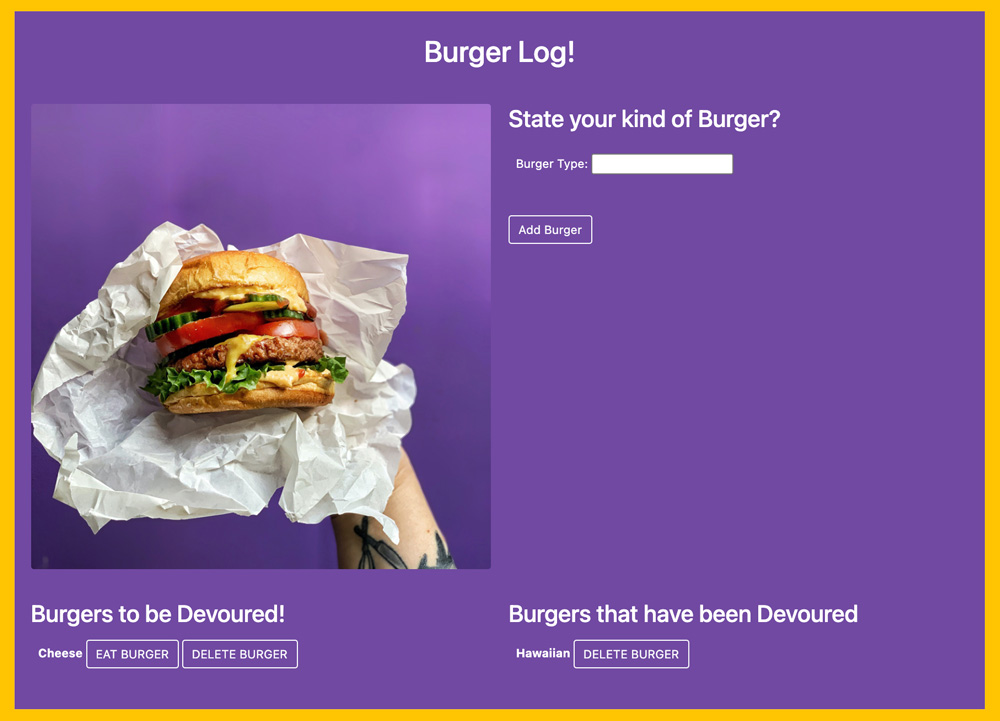 Burger Log!
State your kind of Burger?
Burger Type:
Add Burger
Burgers to be Devoured!
Cheese EAT BURGER DELETE BURGER
Burgers that have been Devoured
Hawaiian DELETE BURGER